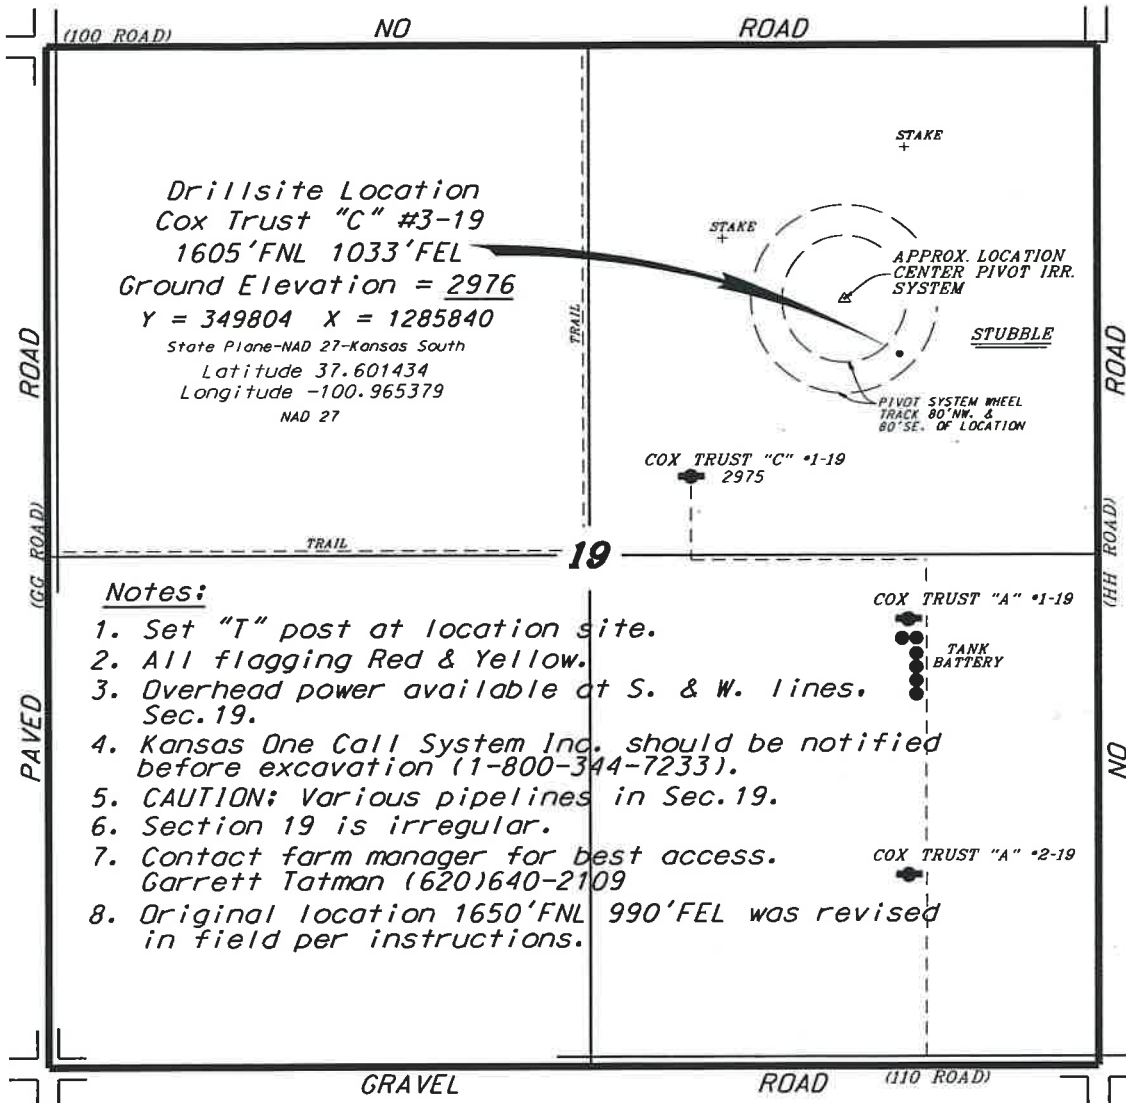 (100 ROAD)
NO ROAD
Drillsite Location
Cox Trust "C" #3-19
1605'FNL 1033'FEL
Ground Elevation = 2976
Y = 349804 X = 1285840
State Plane-NAD 27-Kansas South
Latitude 37.601434
Longitude -100.965379
NAD 27
TRAIL
STAKE
STAKE
APPROX. LOCATION
CENTER PIVOT IRR.
SYSTEM
STUBBLE
PIVOT SYSTEM WHEEL
TRACK 80'NW. &
80'SE. OF LOCATION
COX TRUST "C" #1-19
2975
TRAIL
19
PAVED ROAD
(GG ROAD)
NO ROAD
(HH ROAD)
COX TRUST "A" #1-19
TANK
BATTERY
COX TRUST "A" #2-19
Notes:
1. Set "T" post at location site.
2. All flagging Red & Yellow.
3. Overhead power available at S. & W. lines.
Sec.19.
4. Kansas One Call System Inc. should be notified
before excavation (1-800-344-7233).
5. CAUTION: Various pipelines in Sec.19.
6. Section 19 is irregular.
7. Contact farm manager for best access.
Garrett Tatman (620)640-2109
8. Original location 1650'FNL 990'FEL was revised
in field per instructions.
GRAVEL ROAD
(110 ROAD)